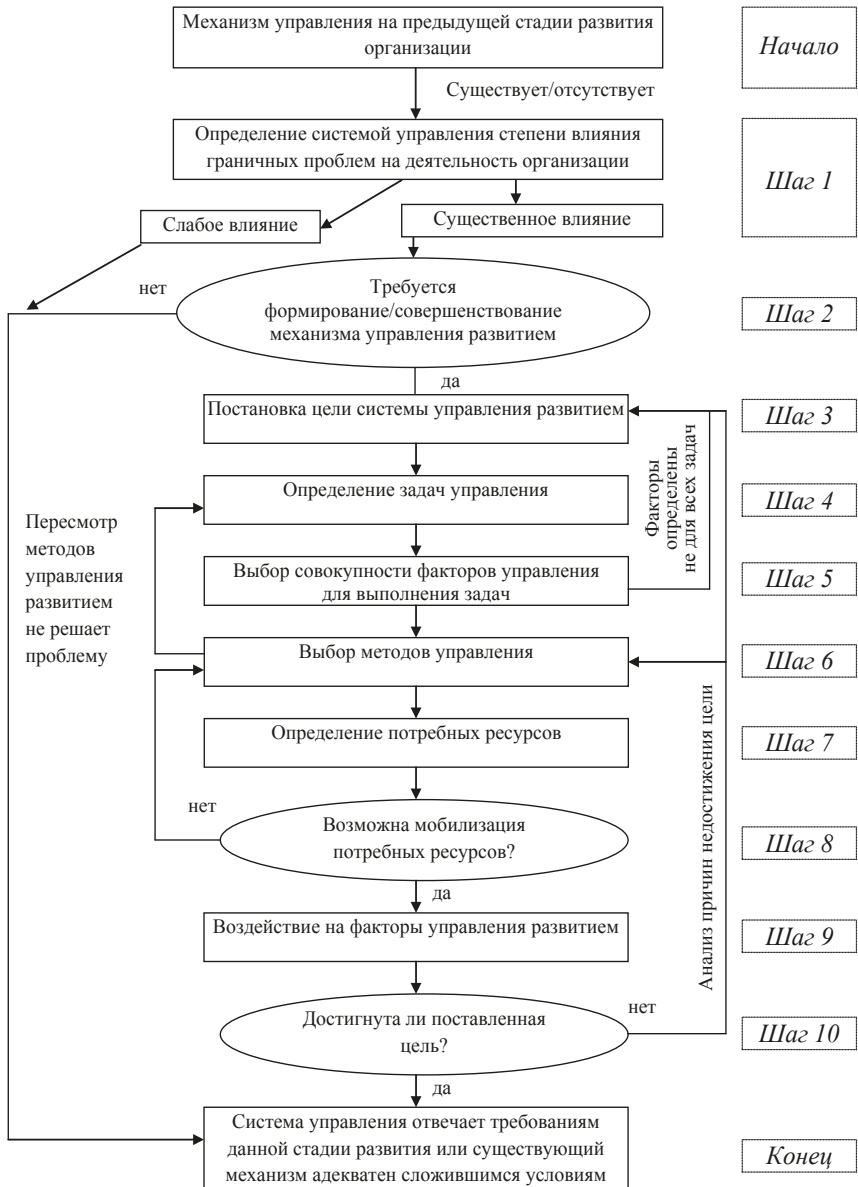 Механизм управления на предыдущей стадии развития
организации
Начало
Существует/отсутствует
Определение системой управления степени влияния
граничных проблем на деятельность организации
Шаг 1
Слабое влияние
Существенное влияние
нет
Требуется
формирование/совершенствование
механизма управления развитием
Шаг 2
да
Постановка цели системы управления развитием
Шаг 3
Факторы
определены
не для всех задач
Определение задач управления
Шаг 4
Пересмотр
методов
управления
развитием
не решает
проблему
Выбор совокупности факторов управления
для выполнения задач
Шаг 5
Выбор методов управления
Шаг 6
Анализ причин недостижения цели
Определение потребных ресурсов
Шаг 7
нет
Возможна мобилизация
потребных ресурсов?
Шаг 8
да
Воздействие на факторы управления развитием
Шаг 9
нет
Достигнута ли поставленная
цель?
Шаг 10
да
Система управления отвечает требованиям
данной стадии развития или существующий
механизм адекватен сложившимся условиям
Конец